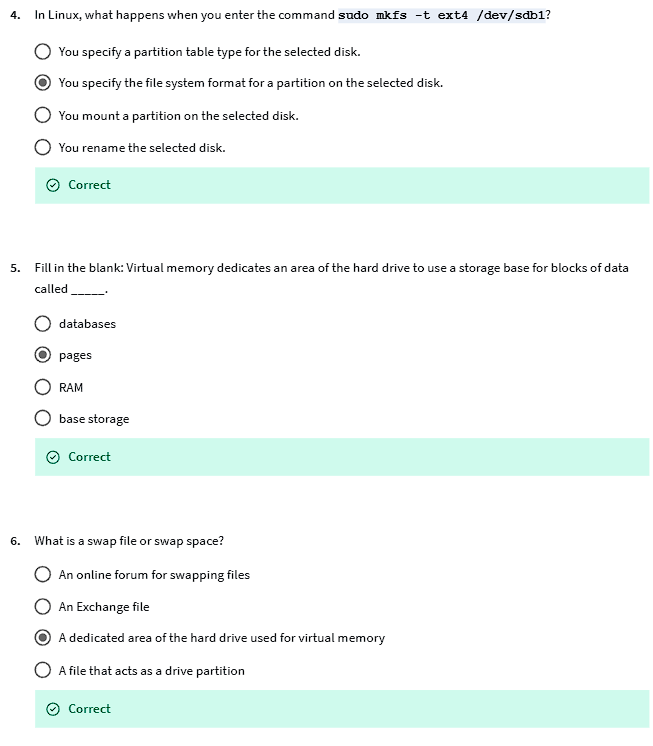 4. In Linux, what happens when you enter the command sudo mkfs -t ext4 /dev/sdb1?
You specify a partition table type for the selected disk.
You specify the file system format for a partition on the selected disk.
You mount a partition on the selected disk.
You rename the selected disk.
Correct
5. Fill in the blank: Virtual memory dedicates an area of the hard drive to use a storage base for blocks of data
called _____.
databases
pages
RAM
base storage
Correct
6. What is a swap file or swap space?
An online forum for swapping files
An Exchange file
A dedicated area of the hard drive used for virtual memory
A file that acts as a drive partition
Correct